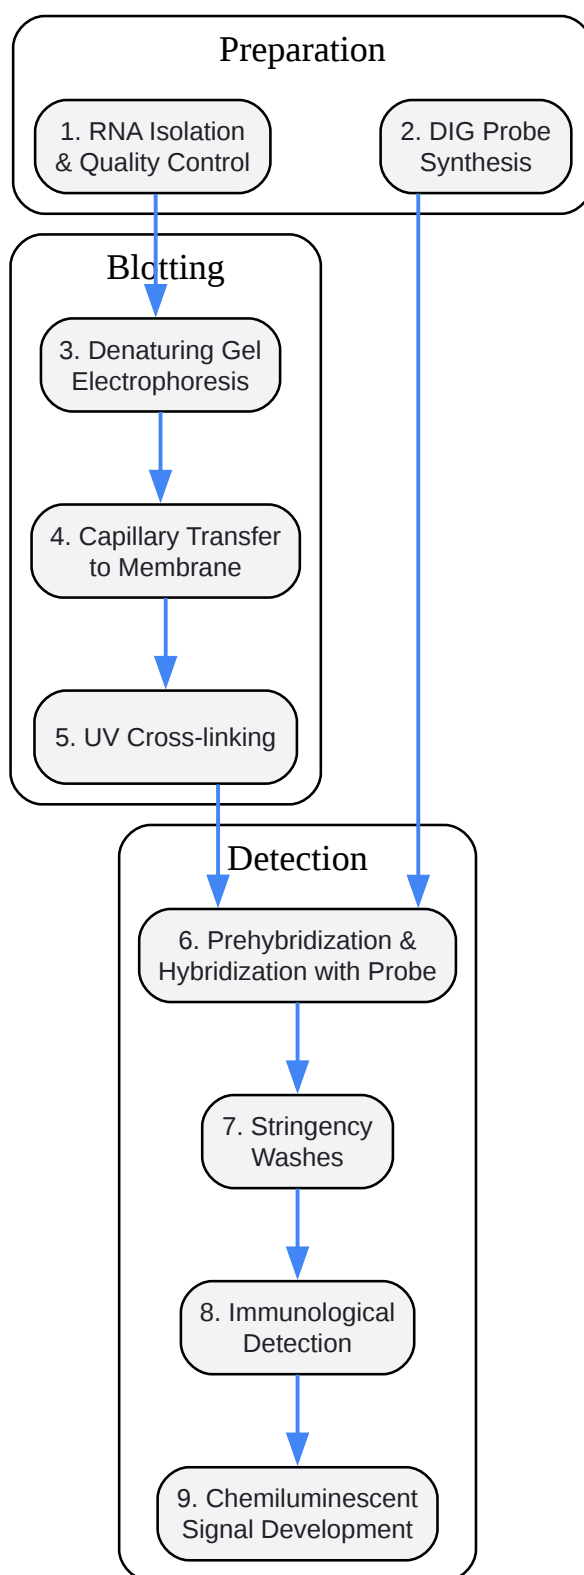 Preparation
1. RNA Isolation
& Quality Control
2. DIG Probe
Synthesis
Blotting
3. Denaturing Gel
Electrophoresis
4. Capillary Transfer
to Membrane
5. UV Cross-linking
Detection
6. Prehybridization &
Hybridization with Probe
7. Stringency
Washes
8. Immunological
Detection
9. Chemiluminescent
Signal Development